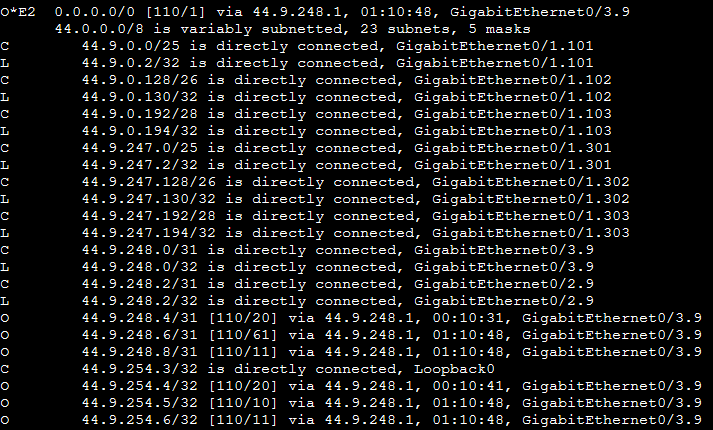 O*E2  0.0.0.0/0 [110/1] via 44.9.248.1, 01:10:48, GigabitEthernet0/3.9
      44.0.0.0/8 is variably subnetted, 23 subnets, 5 masks
C        44.9.0.0/25 is directly connected, GigabitEthernet0/1.101
L        44.9.0.2/32 is directly connected, GigabitEthernet0/1.101
C        44.9.0.128/26 is directly connected, GigabitEthernet0/1.102
L        44.9.0.130/32 is directly connected, GigabitEthernet0/1.102
C        44.9.0.192/28 is directly connected, GigabitEthernet0/1.103
L        44.9.0.194/32 is directly connected, GigabitEthernet0/1.103
C        44.9.247.0/25 is directly connected, GigabitEthernet0/1.301
L        44.9.247.2/32 is directly connected, GigabitEthernet0/1.301
C        44.9.247.128/26 is directly connected, GigabitEthernet0/1.302
L        44.9.247.130/32 is directly connected, GigabitEthernet0/1.302
C        44.9.247.192/28 is directly connected, GigabitEthernet0/1.303
L        44.9.247.194/32 is directly connected, GigabitEthernet0/1.303
C        44.9.248.0/31 is directly connected, GigabitEthernet0/3.9
L        44.9.248.0/32 is directly connected, GigabitEthernet0/3.9
C        44.9.248.2/31 is directly connected, GigabitEthernet0/2.9
L        44.9.248.2/32 is directly connected, GigabitEthernet0/2.9
O        44.9.248.4/31 [110/20] via 44.9.248.1, 00:10:31, GigabitEthernet0/3.9
O        44.9.248.6/31 [110/61] via 44.9.248.1, 01:10:48, GigabitEthernet0/3.9
O        44.9.248.8/31 [110/11] via 44.9.248.1, 01:10:48, GigabitEthernet0/3.9
C        44.9.254.3/32 is directly connected, Loopback0
O        44.9.254.4/32 [110/20] via 44.9.248.1, 00:10:41, GigabitEthernet0/3.9
O        44.9.254.5/32 [110/10] via 44.9.248.1, 01:10:48, GigabitEthernet0/3.9
O        44.9.254.6/32 [110/11] via 44.9.248.1, 01:10:48, GigabitEthernet0/3.9